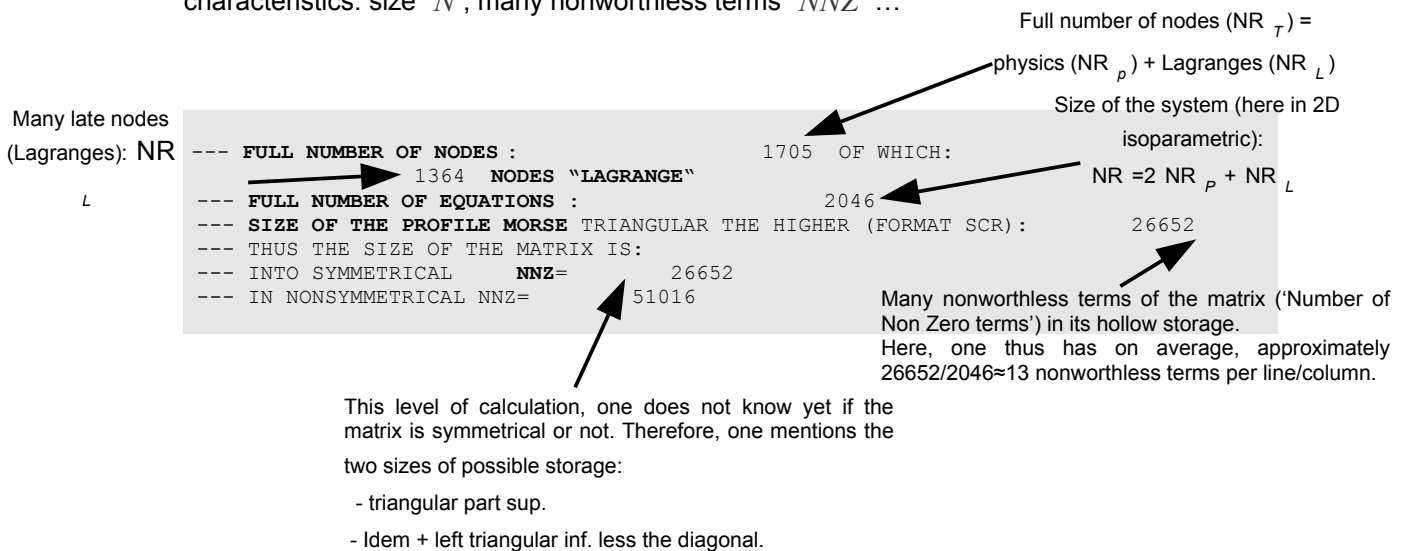 characteristics: size N , many nonworthless terms NNZ …
Full number of nodes (NR T ) =
physics (NR p ) + Lagranges (NR L )
Size of the system (here in 2D
isoparametric):
NR =2 NR P + NR L
Many late nodes
(Lagranges): NR
L
--- FULL NUMBER OF NODES : 1705 OF WHICH:
1364 NODES “LAGRANGE“
--- FULL NUMBER OF EQUATIONS : 2046
--- SIZE OF THE PROFILE MORSE TRIANGULAR THE HIGHER (FORMAT SCR): 26652
--- THUS THE SIZE OF THE MATRIX IS:
--- INTO SYMMETRICAL NNZ= 26652
--- IN NONSYMMETRICAL NNZ= 51016
Many nonworthless terms of the matrix (‘Number of
Non Zero terms’) in its hollow storage.
Here, one thus has on average, approximately
26652/2046≈13 nonworthless terms per line/column.
This level of calculation, one does not know yet if the
matrix is symmetrical or not. Therefore, one mentions the
two sizes of possible storage:
- triangular part sup.
- Idem + left triangular inf. less the diagonal.